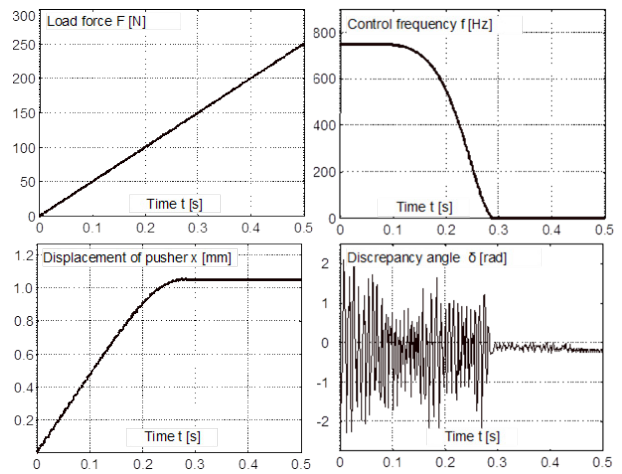 Load force F [N]
300
250
200
150
100
50
0
Time t [s]
0 0.1 0.2 0.3 0.4 0.5
Control frequency f [Hz]
800
600
400
200
0
Time t [s]
0 0.1 0.2 0.3 0.4 0.5
Displacement of pusher x [mm]
1.2
1.0
0.8
0.6
0.4
0.2
Time t [s]
0 0.1 0.2 0.3 0.4 0.5
Discrepancy angle δ [rad]
2
1
0
-1
-2
Time t [s]
0 0.1 0.2 0.3 0.4 0.5